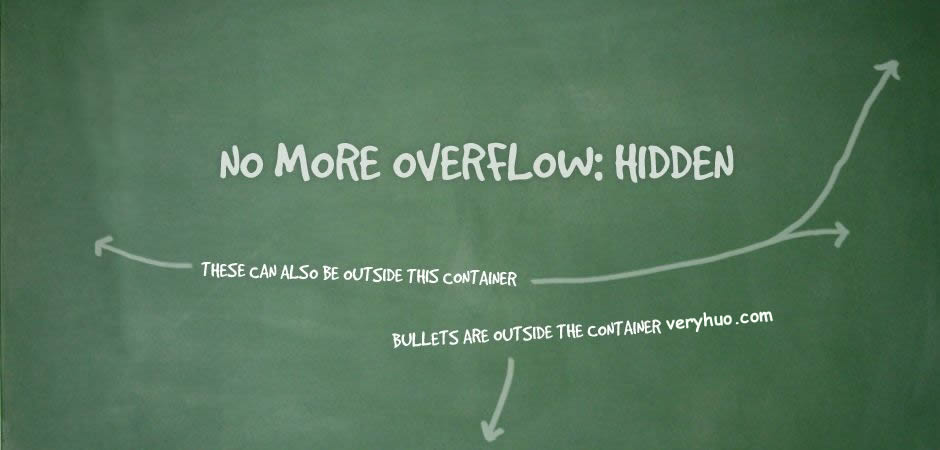 NO MORE OVERFLOW: HIDDEN
THESE CAN ALSO BE OUTSIDE THIS CONTAINER
BULLETS ARE OUTSIDE THE CONTAINER veryhuo.com